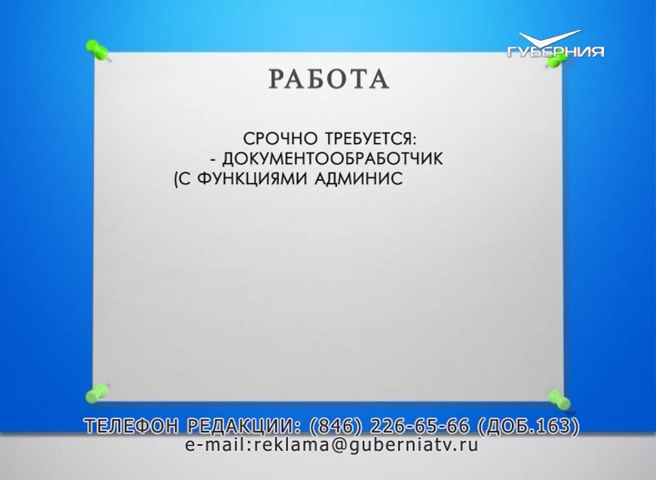 ГУБЕРНИЯ
РАБОТА
СРОЧНО ТРЕБУЕТСЯ:
- ДОКУМЕНТООБРАБОТЧИК
(С ФУНКЦИЯМИ АДМИНИС
ТЕЛЕФОН РЕДАКЦИИ: (846) 226-65-66 (ДОБ.163)
e-mail:reklama@guberniatv.ru